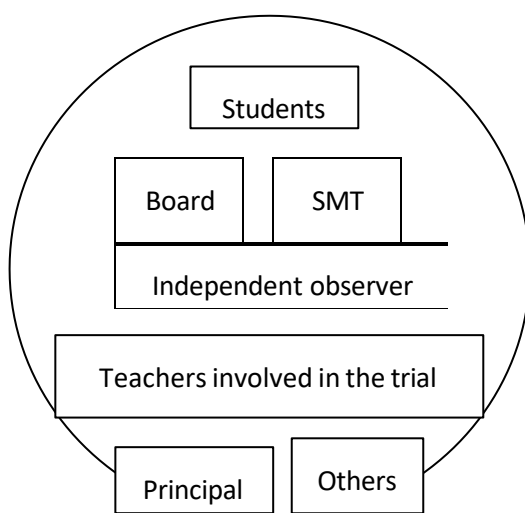 Students
Board SMT
Independent observer
Teachers involved in the trial
Principal Others